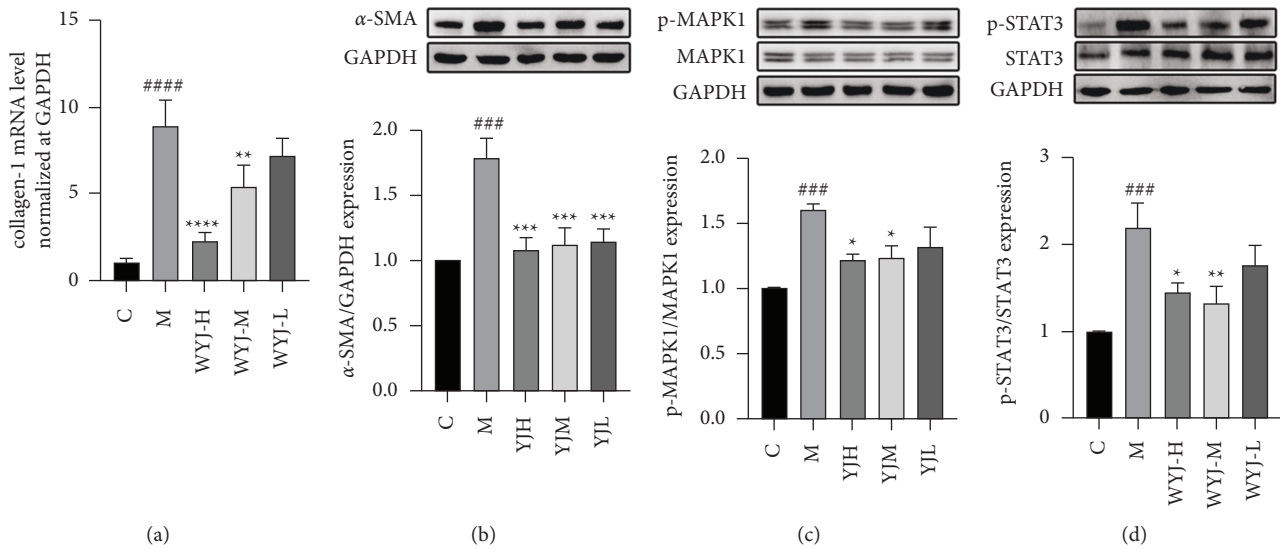 collagen-1 mRNA level
normalized at GAPDH
15
10
5
0
####
****
**
C
M
WYJ-H
WYJ-M
WYJ-L
(a)
α-SMA
GAPDH
α-SMA/GAPDH expression
2.0
1.5
1.0
0.5
0.0
###
***
***
***
C
M
YJH
YJM
YJL
(b)
p-MAPK1
MAPK1
GAPDH
p-MAPK1/MAPK1 expression
2.0
1.5
1.0
0.5
0.0
###
*
*
C
M
YJH
YJM
YJL
(c)
p-STAT3
STAT3
GAPDH
p-STAT3/STAT3 expression
3
2
1
0
###
*
**
C
M
WYJ-H
WYJ-M
WYJ-L
(d)